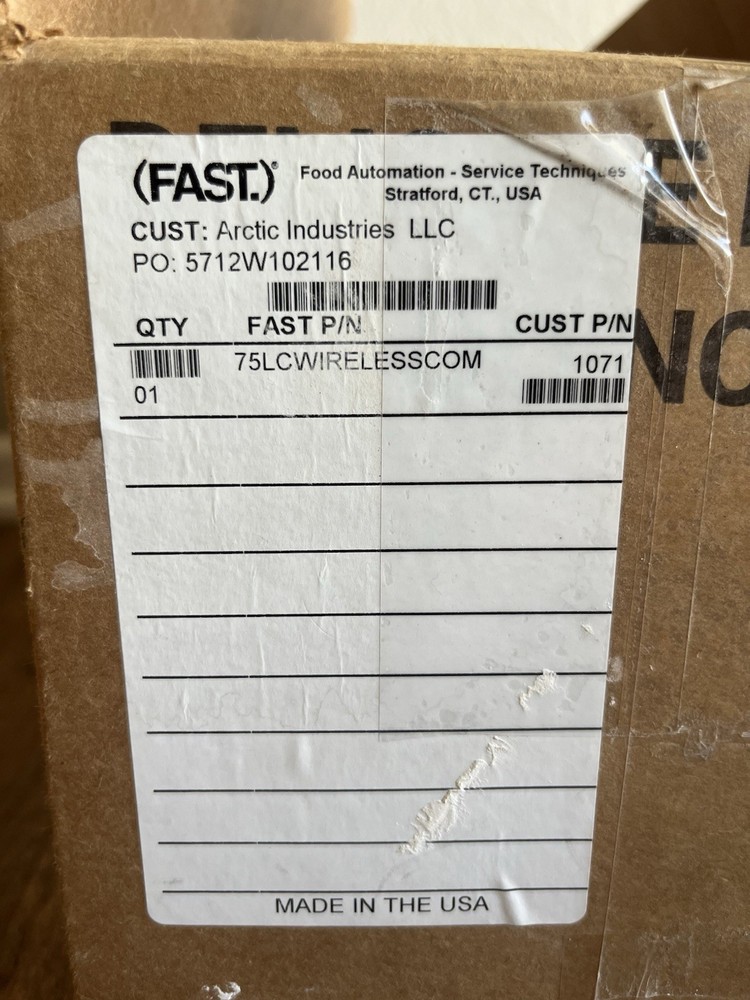 (FAST.)® Food Automation - Service Techniques
Stratford, CT., USA
CUST: Arctic Industries LLC
PO: 5712W102116
QTY FAST P/N CUST P/N
75LCWIRELESSCOM 1071
01
MADE IN THE USA